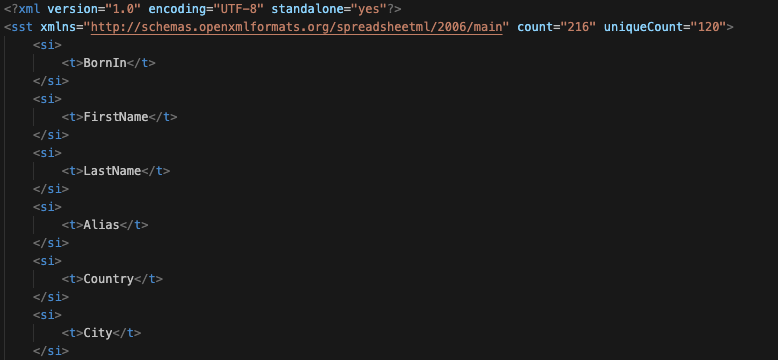 <?xml version="1.0" encoding="UTF-8" standalone="yes"?>
<sst xmlns="http://schemas.openxmlformats.org/spreadsheetml/2006/main" count="216" uniqueCount="120">
<si>
<t>BornIn</t>
</si>
<si>
<t>FirstName</t>
</si>
<si>
<t>LastName</t>
</si>
<si>
<t>Alias</t>
</si>
<si>
<t>Country</t>
</si>
<si>
<t>City</t>
</si>